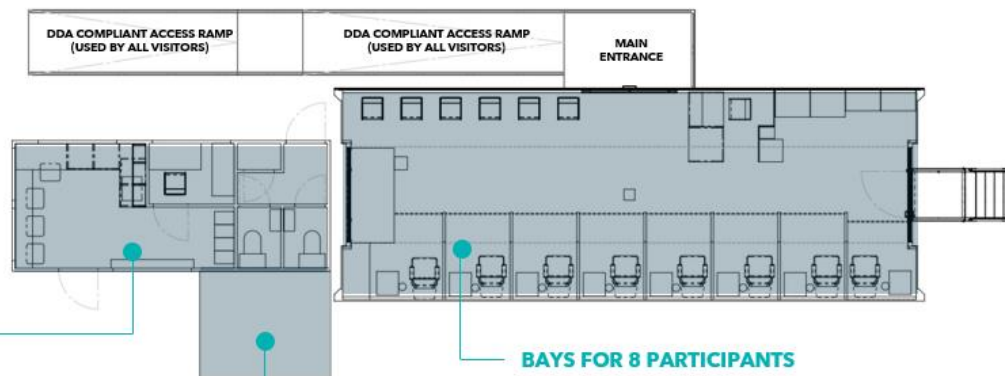 DDA COMPLIANT ACCESS RAMP
(USED BY ALL VISITORS)
DDA COMPLIANT ACCESS RAMP
(USED BY ALL VISITORS)
MAIN
ENTRANCE
BAYS FOR 8 PARTICIPANTS